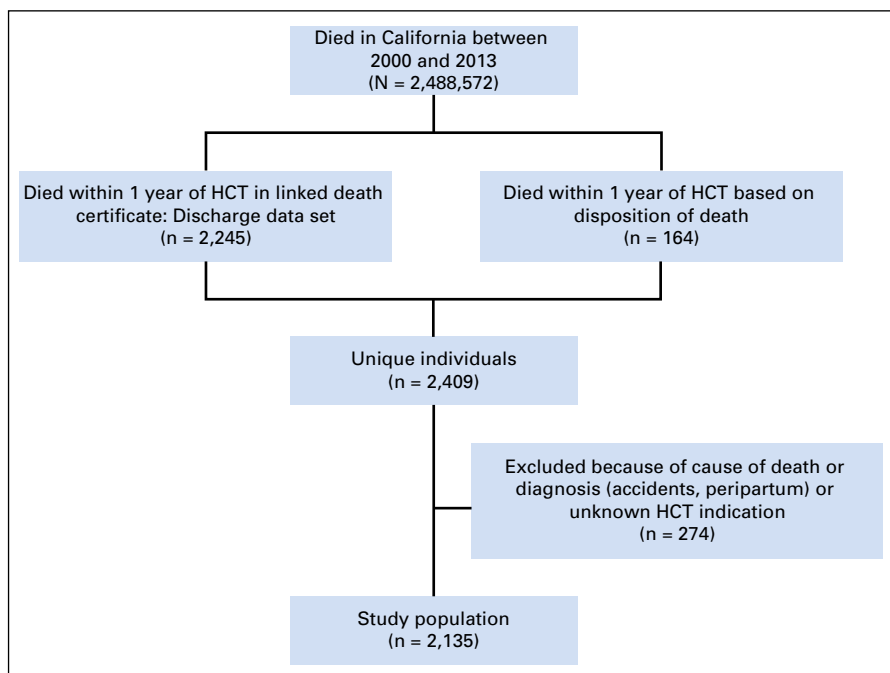 Died in California between
2000 and 2013
(N = 2,488,572)
Died within 1 year of HCT in linked death
certificate: Discharge data set
(n = 2,245)
Died within 1 year of HCT based on
disposition of death
(n = 164)
Unique individuals
(n = 2,409)
Excluded because of cause of death or
diagnosis (accidents, peripartum) or
unknown HCT indication
(n = 274)
Study population
(n = 2,135)